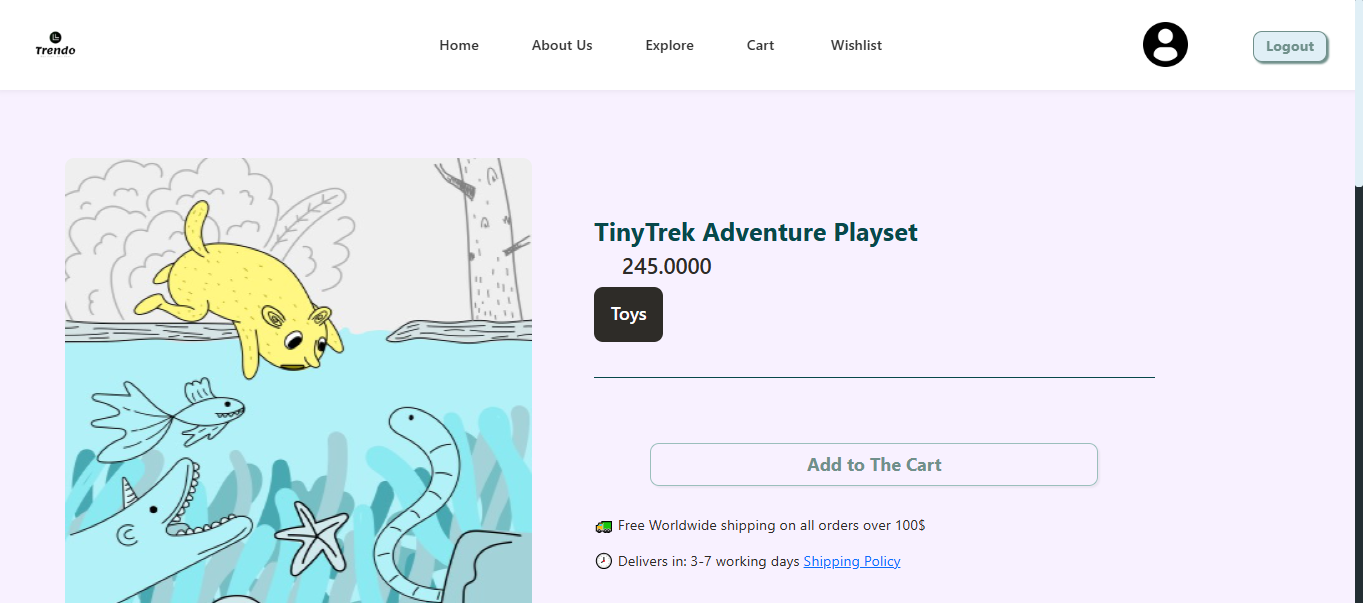 Trendo
Home About Us Explore Cart Wishlist
Logout
TinyTrek Adventure Playset
245.0000
Toys
Add to The Cart
Free Worldwide shipping on all orders over 100$
Delivers in: 3-7 working days Shipping Policy